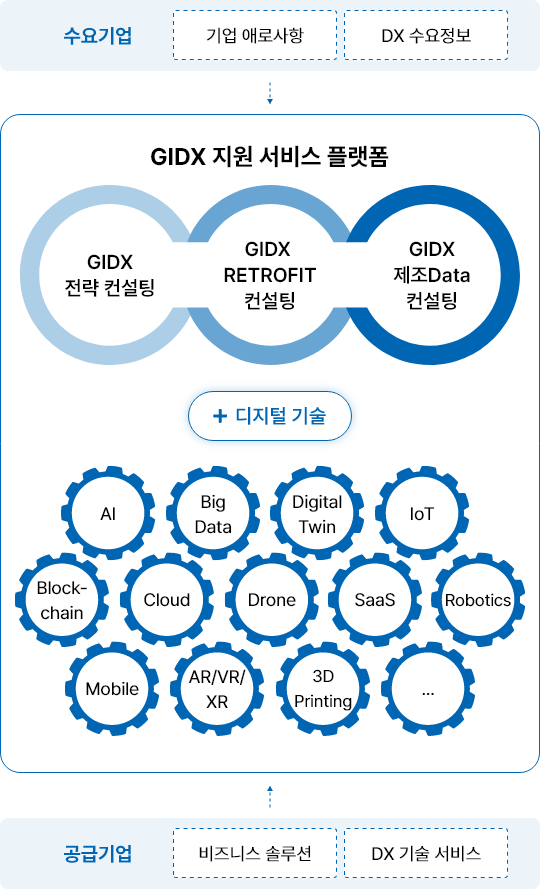 수요기업
기업 애로사항
DX 수요정보
GIDX 지원 서비스 플랫폼
GIDX
전략 컨설팅
GIDX
RETROFIT
컨설팅
GIDX
제조Data
컨설팅
+ 디지털 기술
AI
Big
Data
Digital
Twin
IoT
Block-
chain
Cloud
Drone
SaaS
Robotics
Mobile
AR/VR/
XR
3D
Printing
...
공급기업
비즈니스 솔루션
DX 기술 서비스